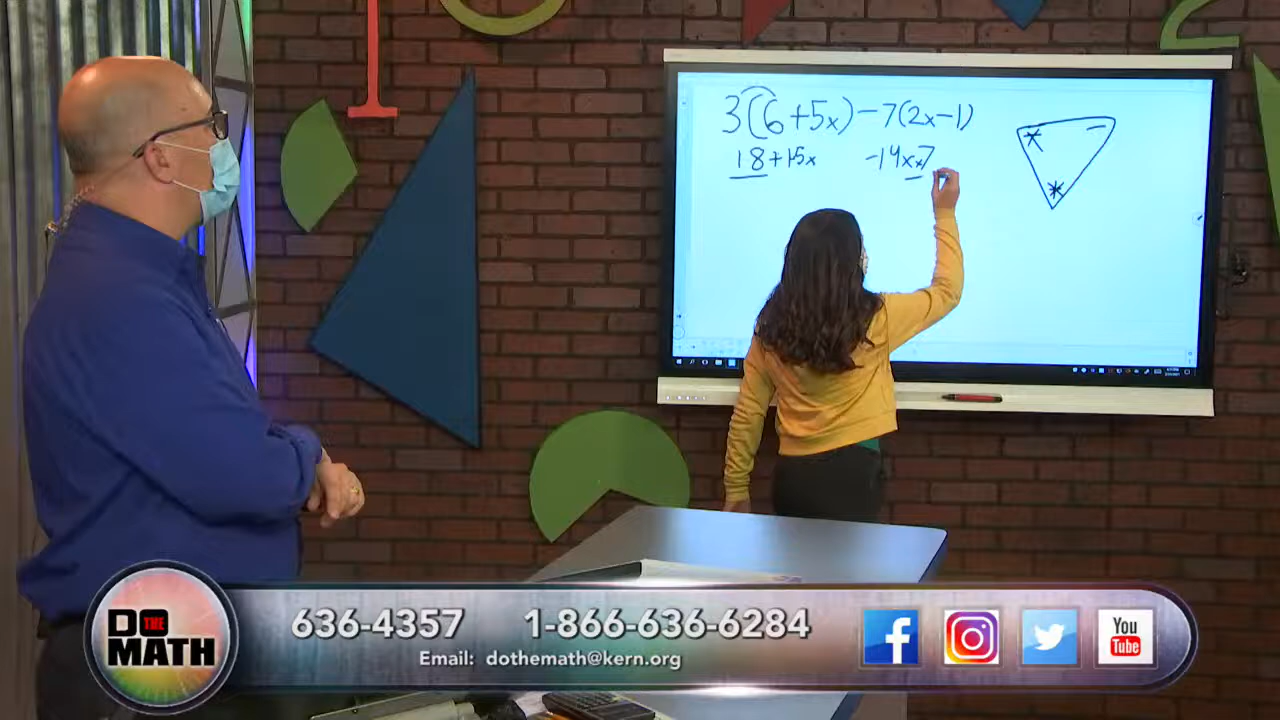 3(6+5x)-7(2x-1)
18+15x -14x+7
DO THE MATH
636-4357 1-866-636-6284
Email: dothemath@kern.org
You Tube